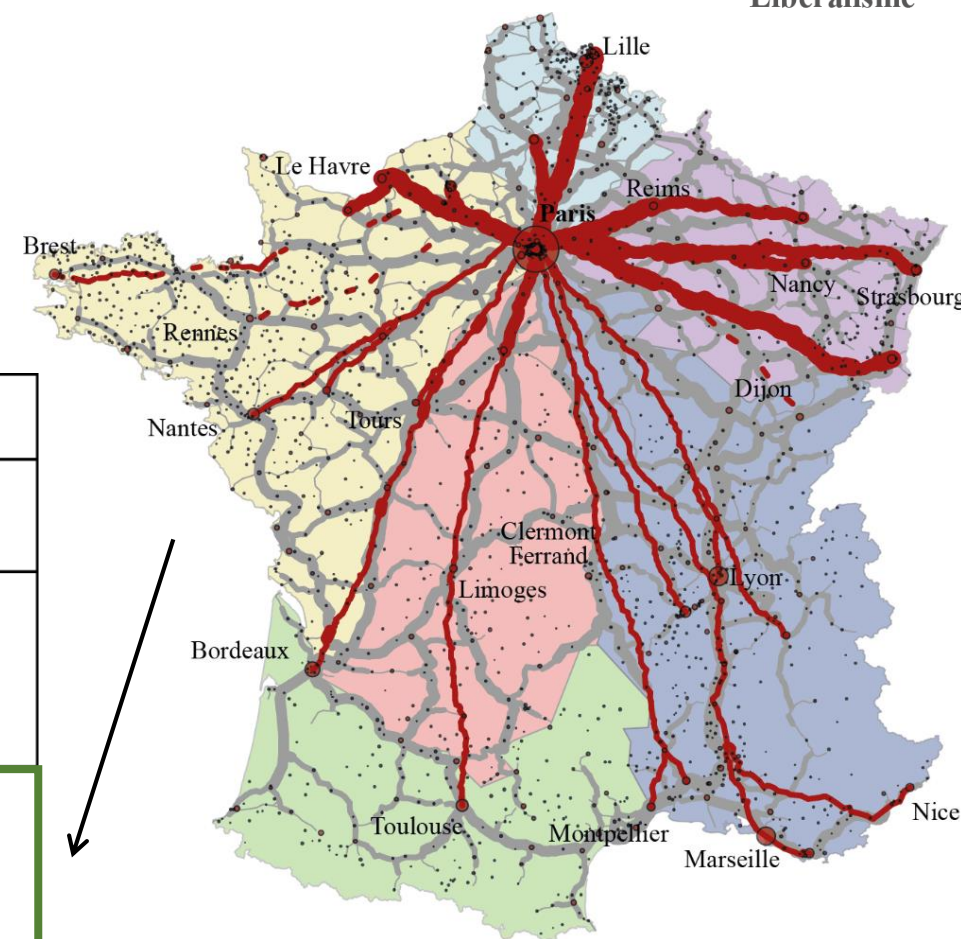 Lille
Le Havre
Reims
Paris
Brest
Nancy
Strasbourg
Rennes
Dijon
Nantes
Tours
Clermont
Ferrand
Lyon
Limoges
Bordeaux
Nice
Toulouse
Montpellier
Marseille